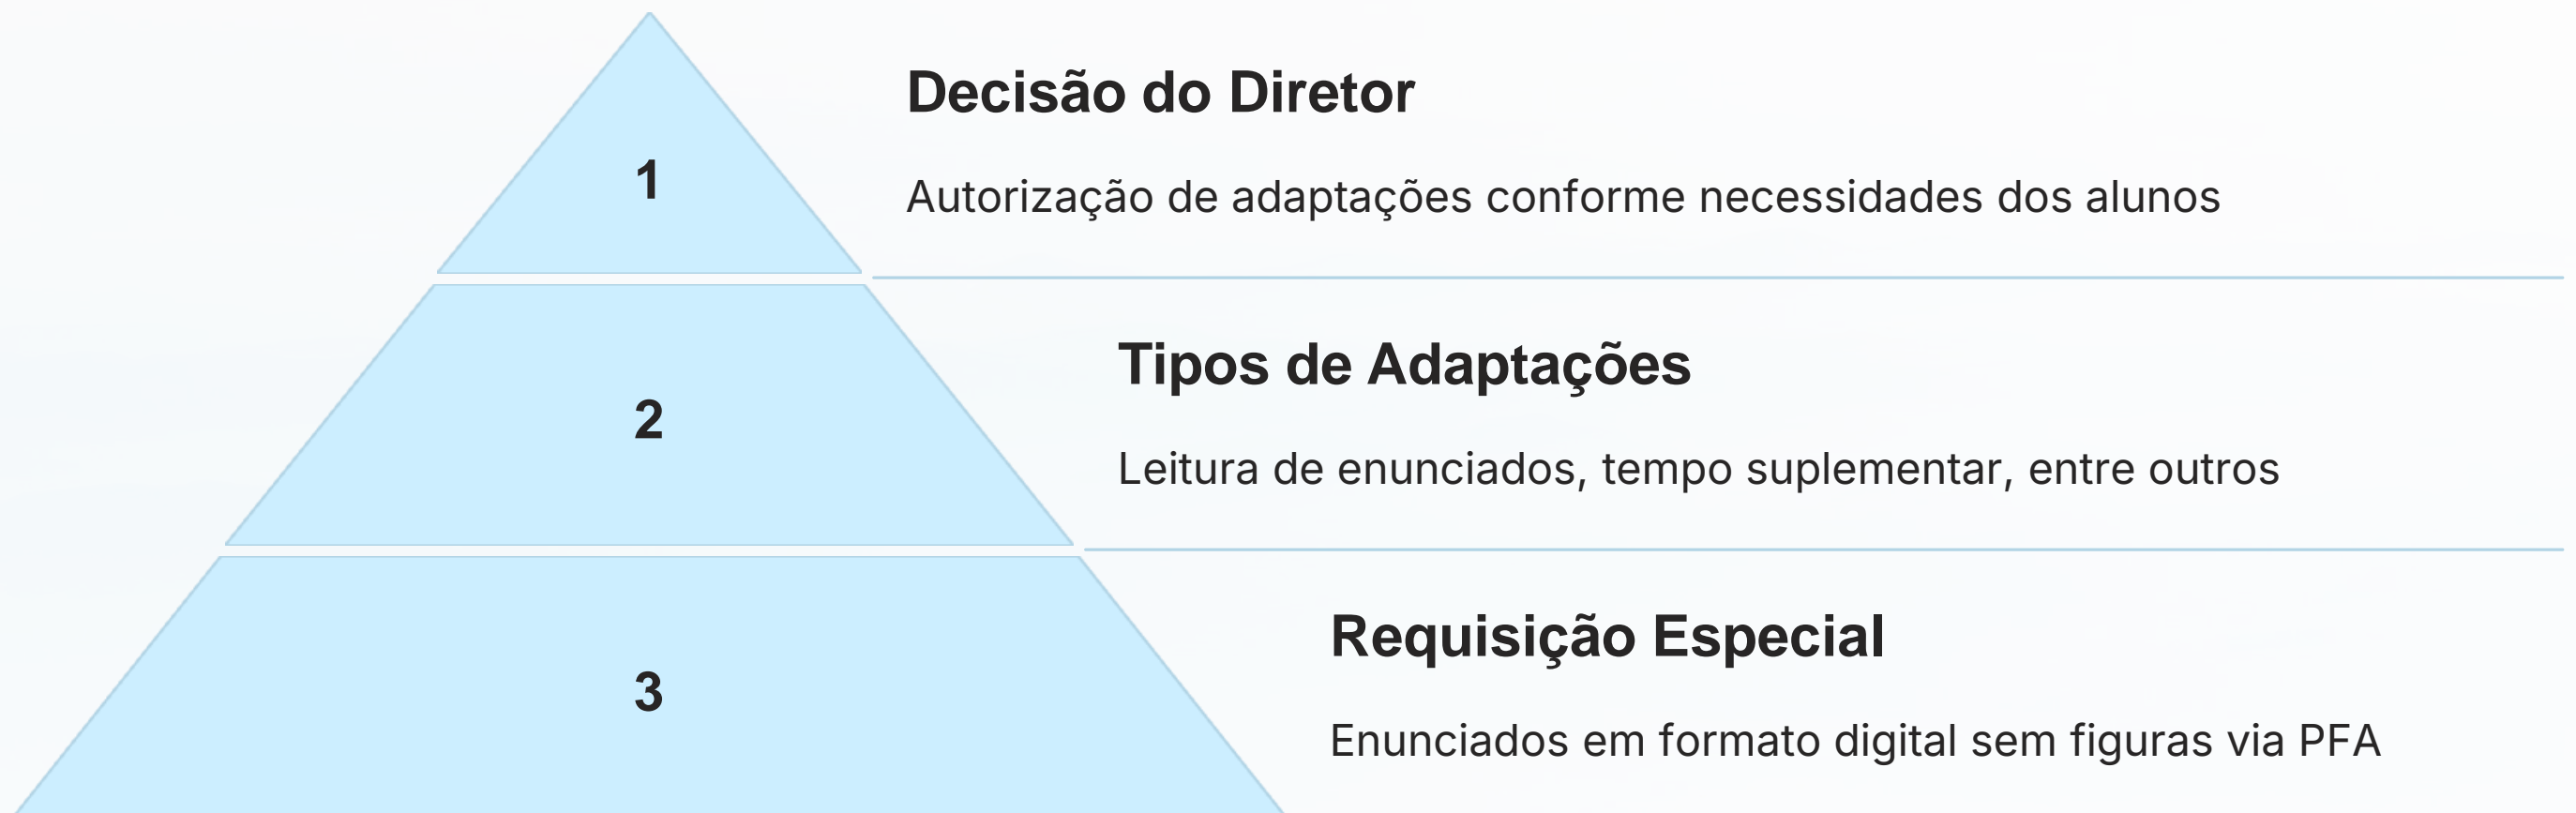 1
Decisão do Diretor
Autorização de adaptações conforme necessidades dos alunos
2
Tipos de Adaptações
Leitura de enunciados, tempo suplementar, entre outros
3
Requisição Especial
Enunciados em formato digital sem figuras via PFA